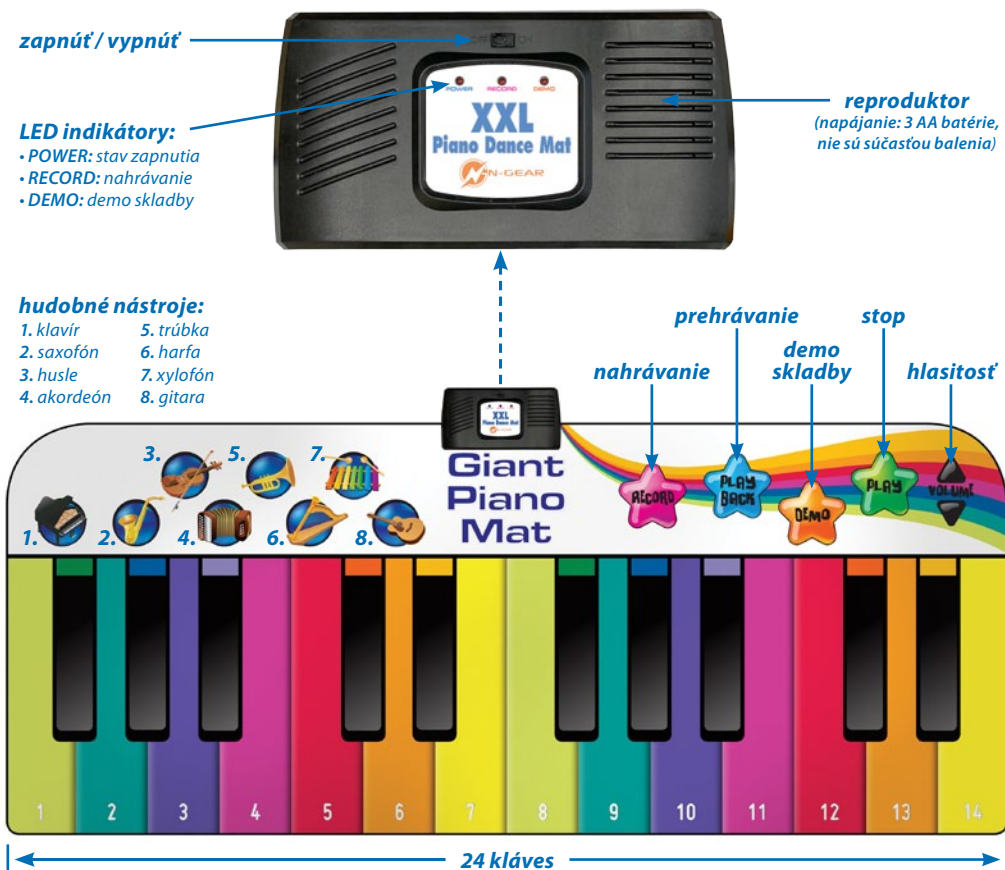 zapnúť / vypnúť
OFF ON
POWER RECORD DEMO
XXL
Piano Dance Mat
N-GEAR
LED indikátory:
• POWER: stav zapnutia
• RECORD: nahrávanie
• DEMO: demo skladby
reproduktor
(napájanie: 3 AA batérie,
nie sú súčasťou balenia)
hudobné nástroje:
1. klavír
2. saxofón
3. husle
4. akordeón
5. trúbka
6. harfa
7. xylofón
8. gitara
nahrávanie
prehrávanie
demo
skladby
stop
hlasitosť
XXL
Piano Dance Mat
1. 2. 3. 4. 5. 6. 7. 8.
Giant
Piano
Mat
RECORD
PLAY
BACK
DEMO
PLAY
VOLUME
1 2 3 4 5 6 7 8 9 10 11 12 13 14
24 kláves